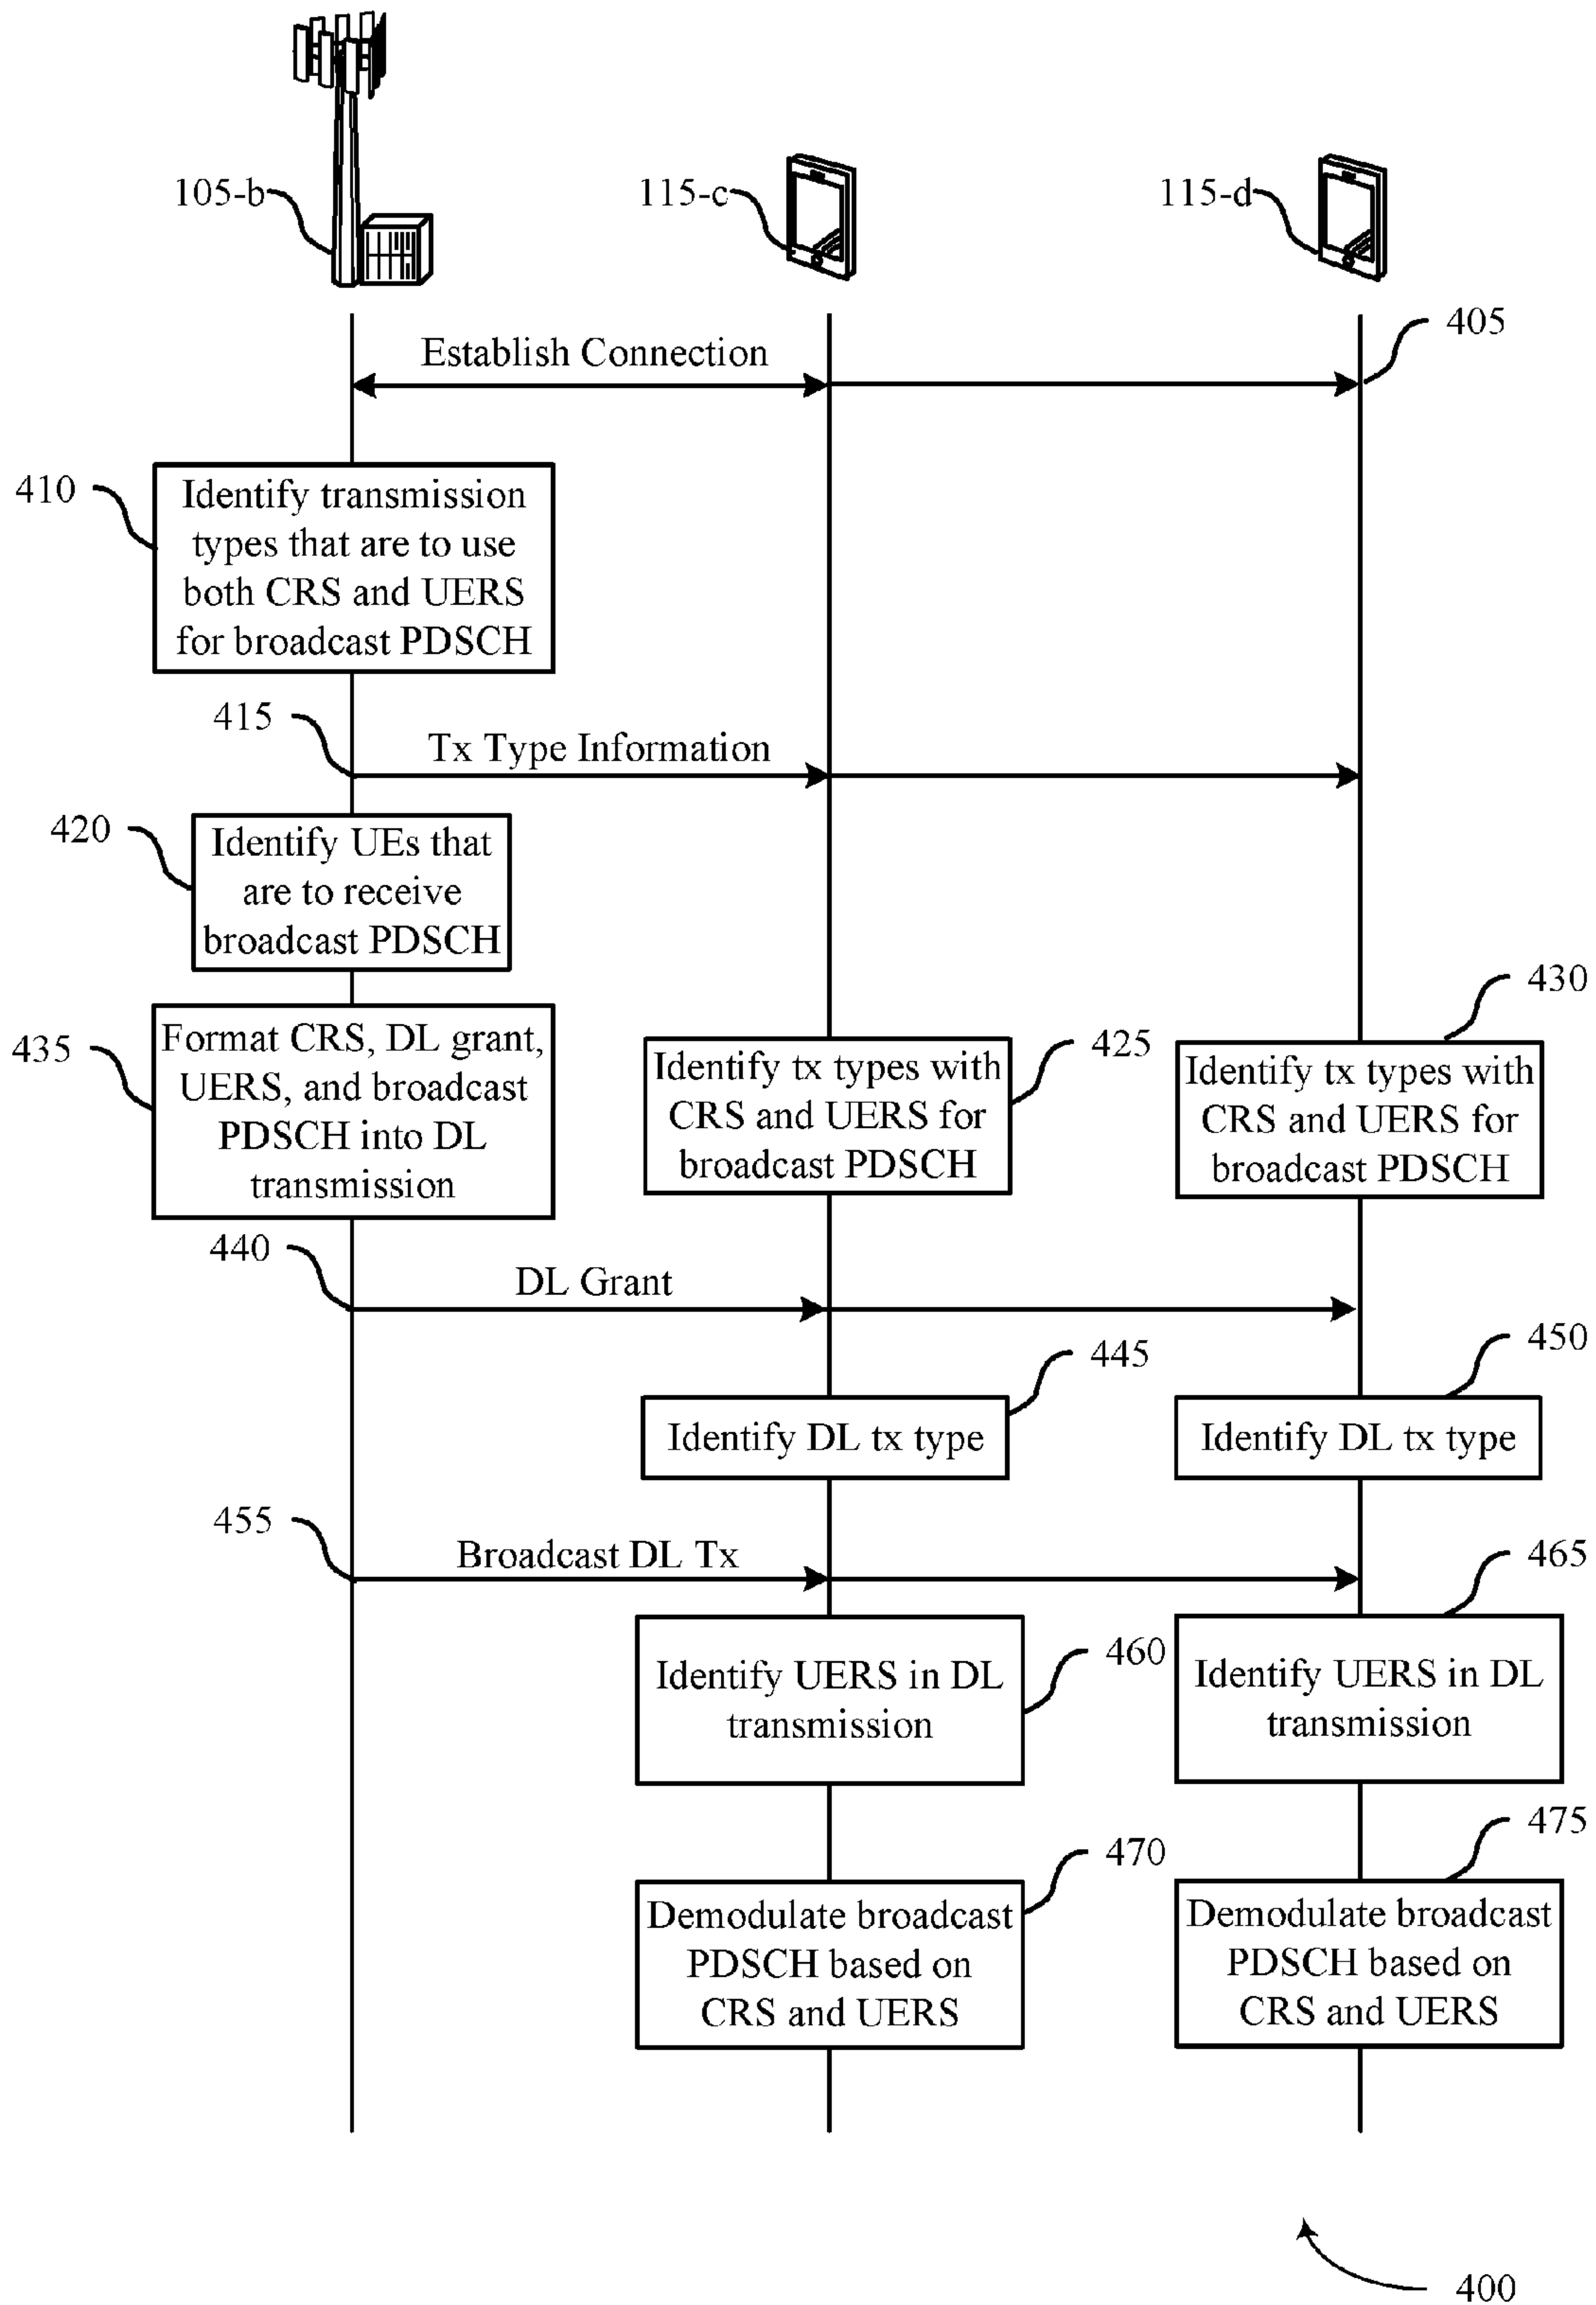 105-b
115-c
115-d
405
Establish Connection
410
Identify transmission
types that are to use
both CRS and UERS
for broadcast PDSCH
415
Tx Type Information
420
Identify UEs that
are to receive
broadcast PDSCH
435
Format CRS, DL grant,
UERS, and broadcast
PDSCH into DL
transmission
425
Identify tx types with
CRS and UERS for
broadcast PDSCH
430
Identify tx types with
CRS and UERS for
broadcast PDSCH
440
DL Grant
445
Identify DL tx type
450
Identify DL tx type
455
Broadcast DL Tx
460
Identify UERS in DL
transmission
465
Identify UERS in DL
transmission
470
Demodulate broadcast
PDSCH based on
CRS and UERS
475
Demodulate broadcast
PDSCH based on
CRS and UERS
400